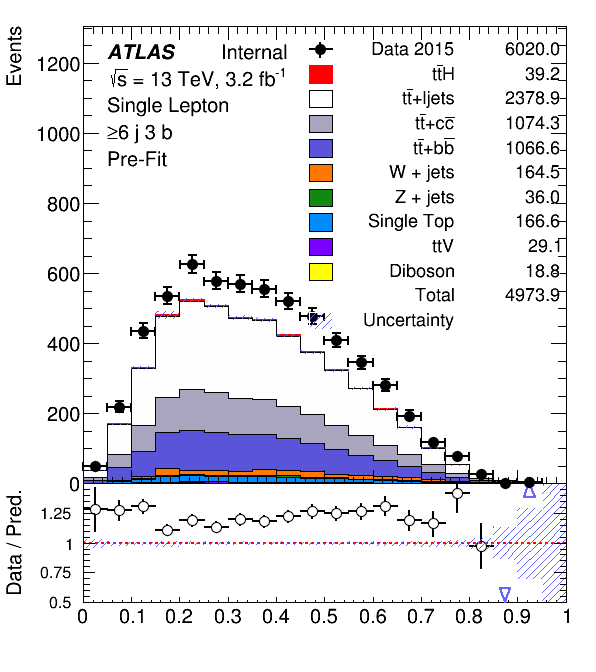 Events
ATLAS Internal
√s = 13 TeV, 3.2 fb⁻¹
Single Lepton
≥6 j 3 b
Pre-Fit
Data 2015 6020.0
tt̄H 39.2
tt̄+ljets 2378.9
tt̄+cc̄ 1074.3
tt̄+bb̄ 1066.6
W + jets 164.5
Z + jets 36.0
Single Top 166.6
ttV 29.1
Diboson 18.8
Total 4973.9
Uncertainty
1200
1000
800
600
400
200
0
Data / Pred.
1.25
1
0.75
0.5
0 0.1 0.2 0.3 0.4 0.5 0.6 0.7 0.8 0.9 1